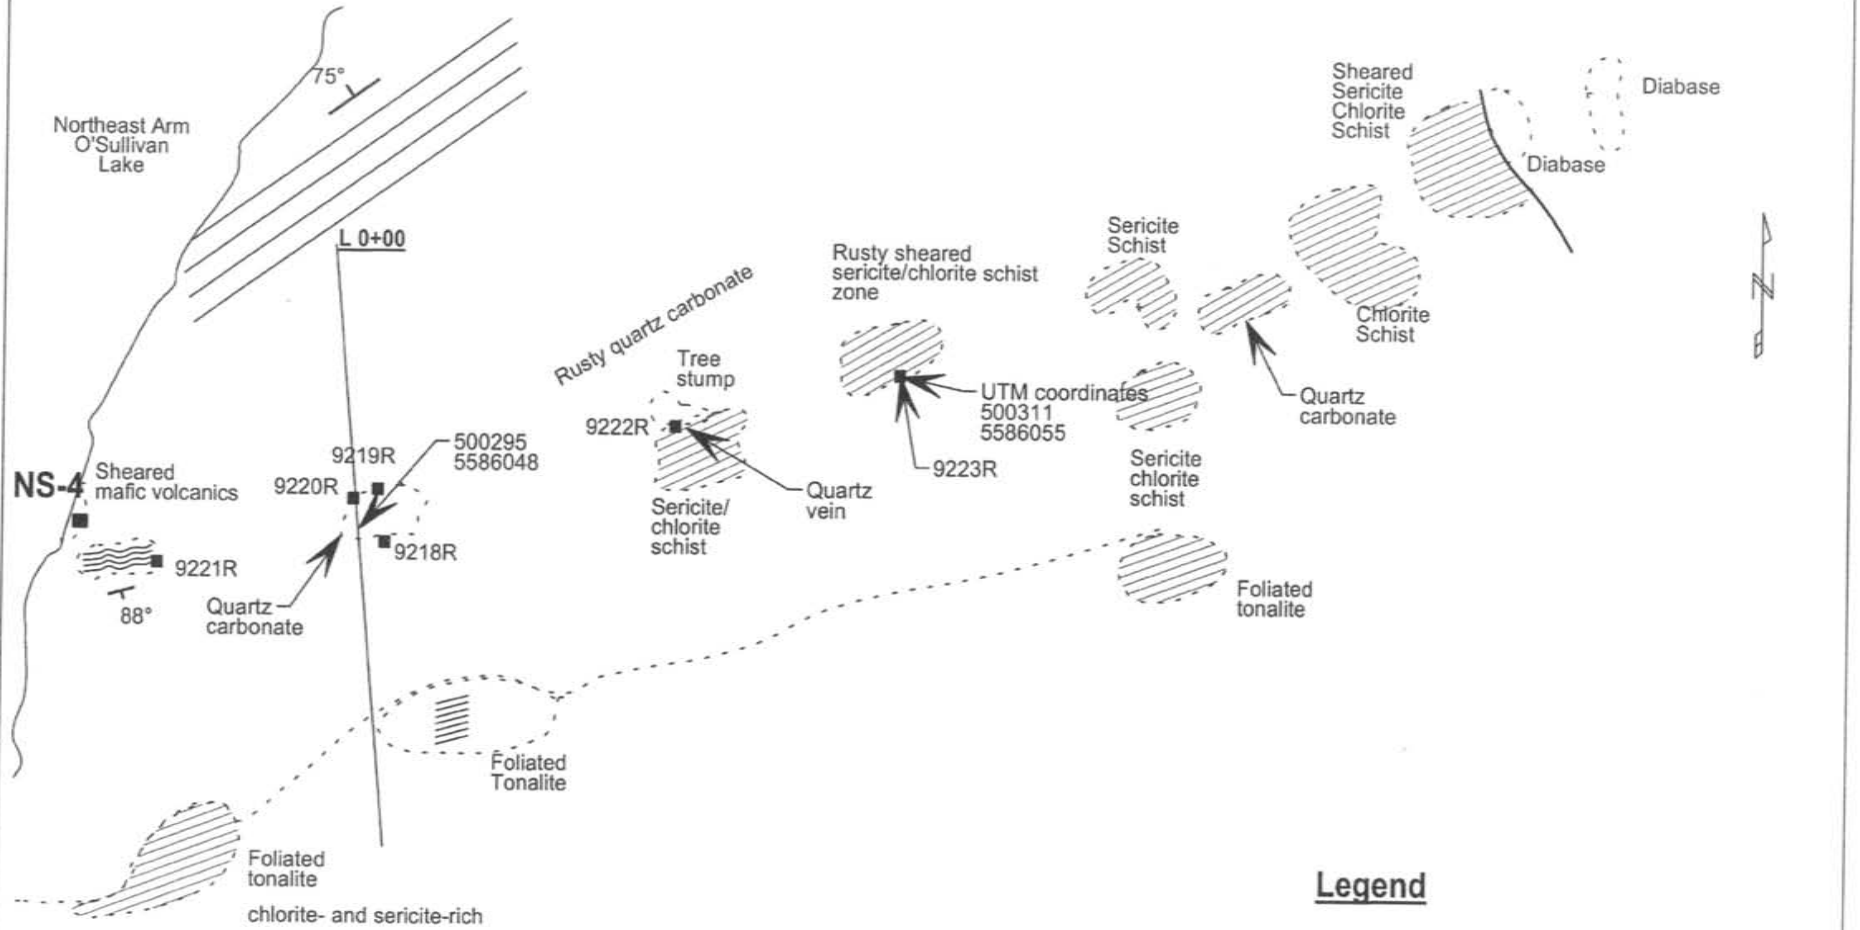 75°
Northeast Arm
O'Sullivan
Lake
L 0+00
Rusty quartz carbonate
Tree
stump
Rusty sheared
sericite/chlorite schist
zone
Sericite
Schist
Sheared
Sericite
Chlorite
Schist
Diabase
Diabase
Chlorite
Schist
N
Quartz
carbonate
UTM coordinates
500311
5586055
9223R
9222R
Quartz
vein
Sericite/
chlorite
schist
Sericite
chlorite
schist
Foliated
tonalite
500295
5586048
9219R
9220R
9218R
NS-4
Sheared
mafic volcanics
9221R
88°
Quartz
carbonate
Foliated
Tonalite
Foliated
tonalite
chlorite- and sericite-rich
Legend